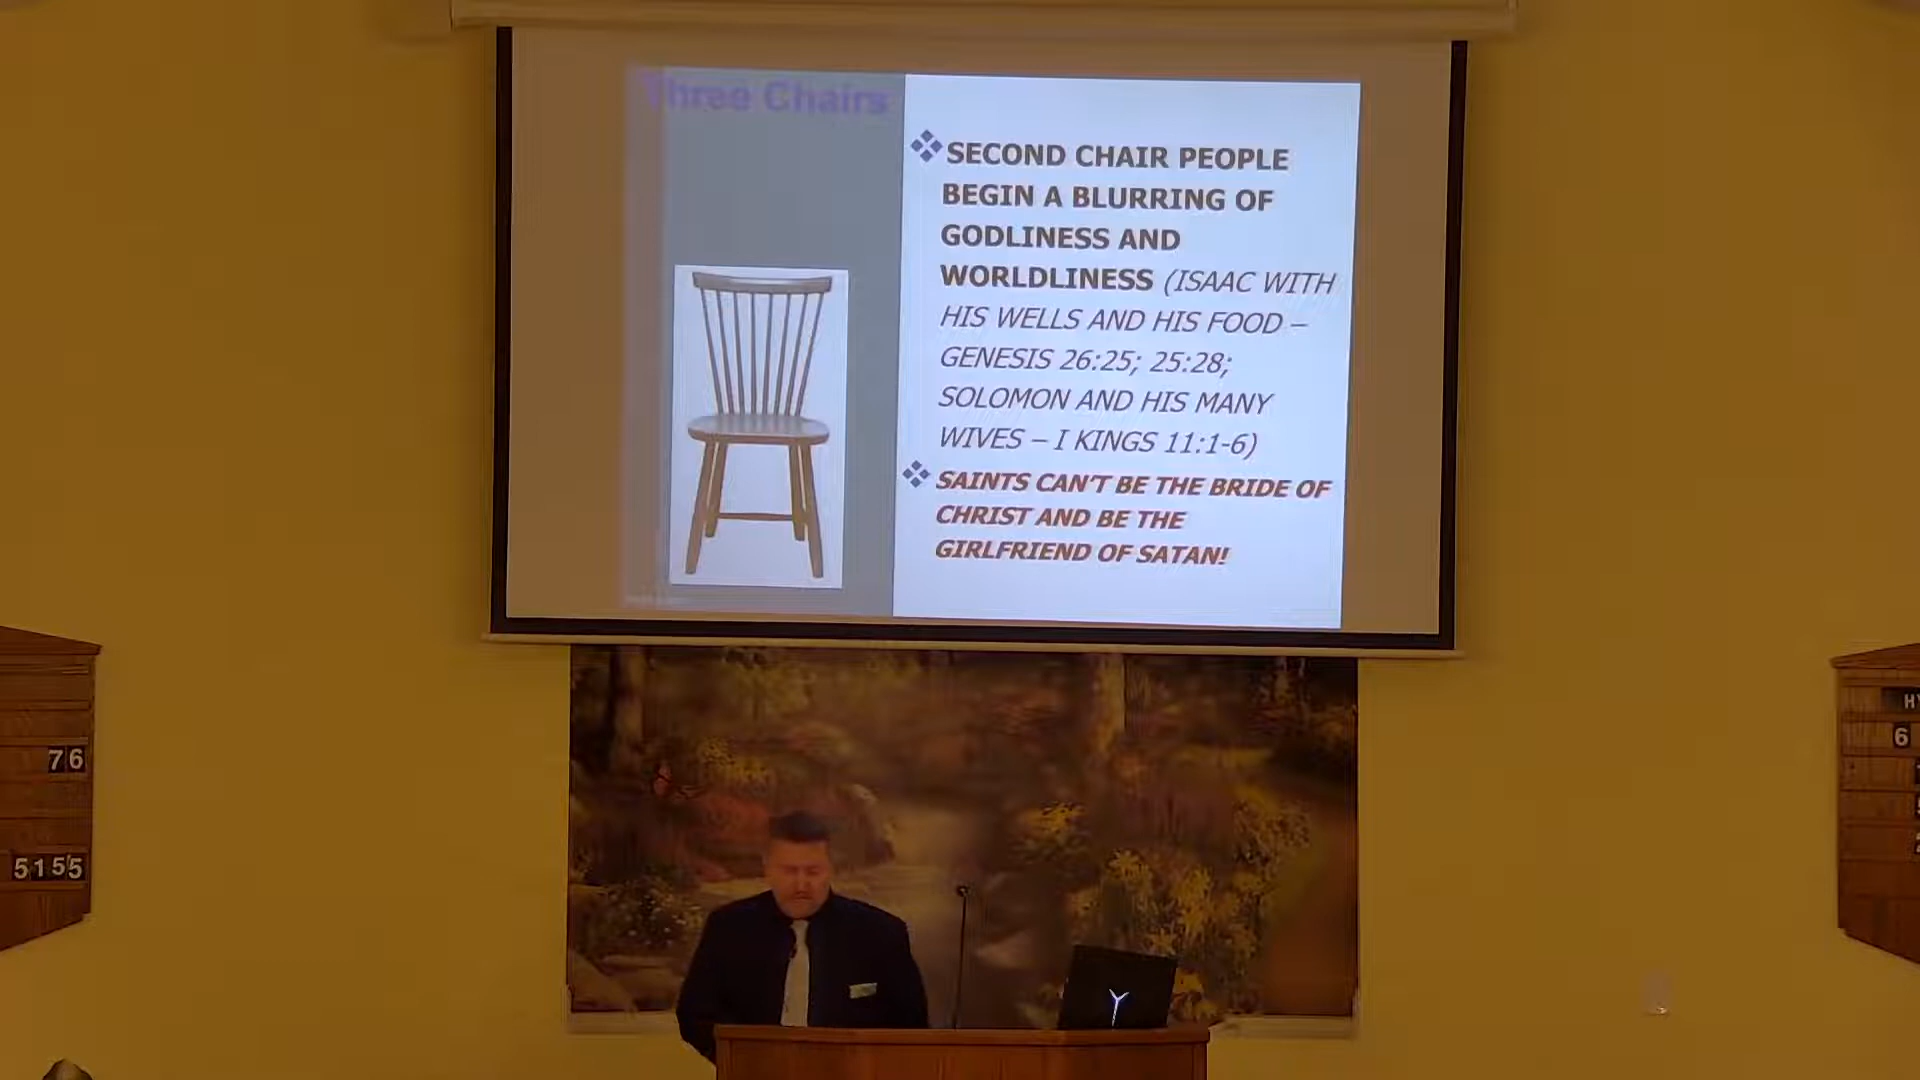 Three Chairs
SECOND CHAIR PEOPLE
BEGIN A BLURRING OF
GODLINESS AND
WORLDLINESS (ISAAC WITH
HIS WELLS AND HIS FOOD –
GENESIS 26:25; 25:28;
SOLOMON AND HIS MANY
WIVES – I KINGS 11:1-6)
SAINTS CAN'T BE THE BRIDE OF
CHRIST AND BE THE
GIRLFRIEND OF SATAN!
76
5155
HY
6